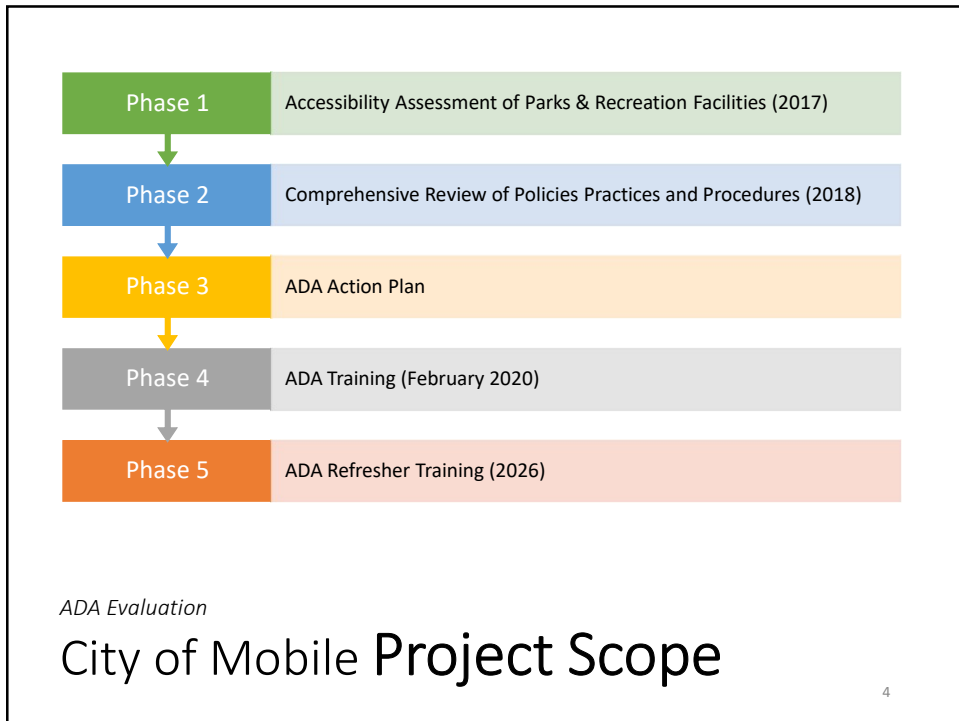 Phase 1
Accessibility Assessment of Parks & Recreation Facilities (2017)
Phase 2
Comprehensive Review of Policies Practices and Procedures (2018)
Phase 3
ADA Action Plan
Phase 4
ADA Training (February 2020)
Phase 5
ADA Refresher Training (2026)
ADA Evaluation
City of Mobile Project Scope
4